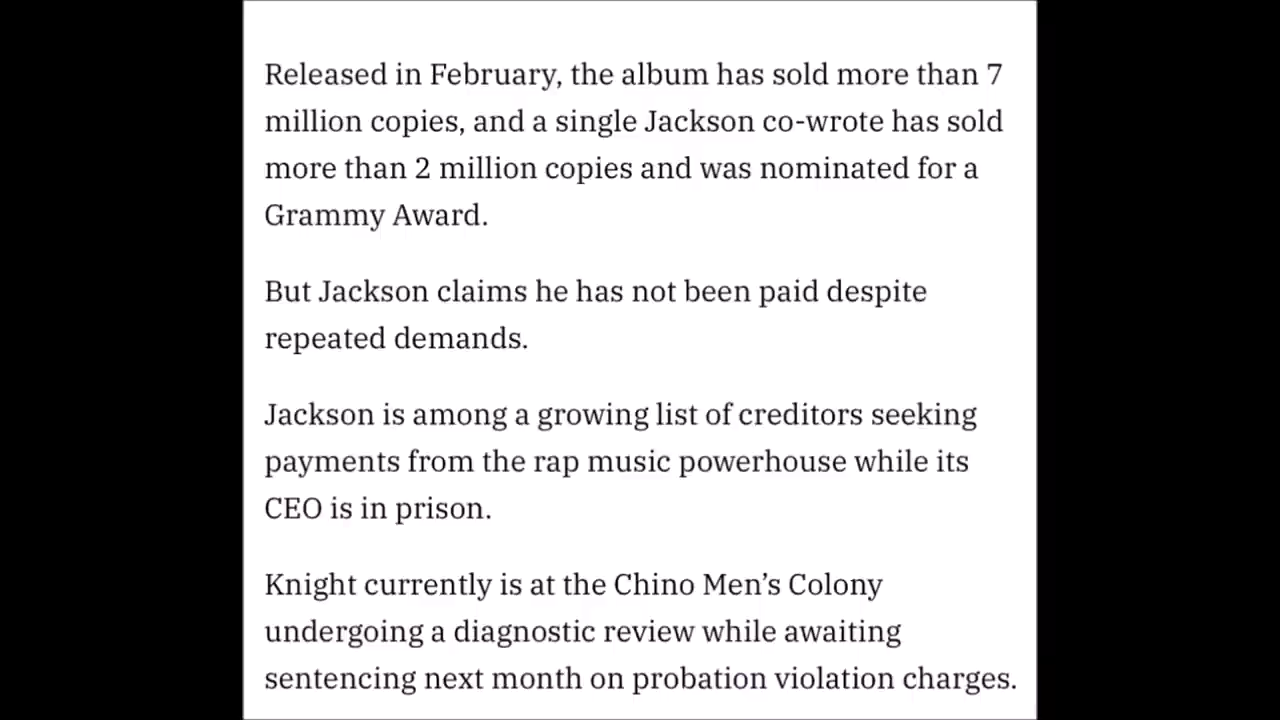 Released in February, the album has sold more than 7
million copies, and a single Jackson co-wrote has sold
more than 2 million copies and was nominated for a
Grammy Award.
But Jackson claims he has not been paid despite
repeated demands.
Jackson is among a growing list of creditors seeking
payments from the rap music powerhouse while its
CEO is in prison.
Knight currently is at the Chino Men’s Colony
undergoing a diagnostic review while awaiting
sentencing next month on probation violation charges.